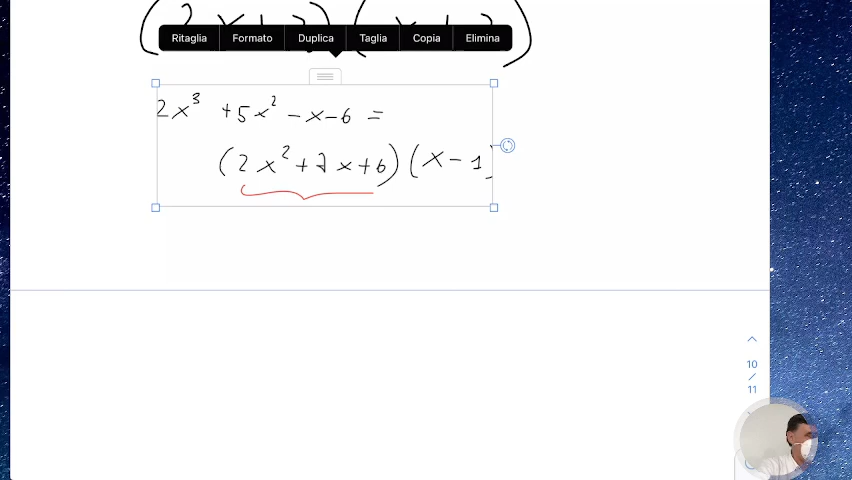 Ritaglia Formato Duplica Taglia Copia Elimina
2x³ +5x² -x-6 =
(2x²+7x+6)(x-1)
10
/
11